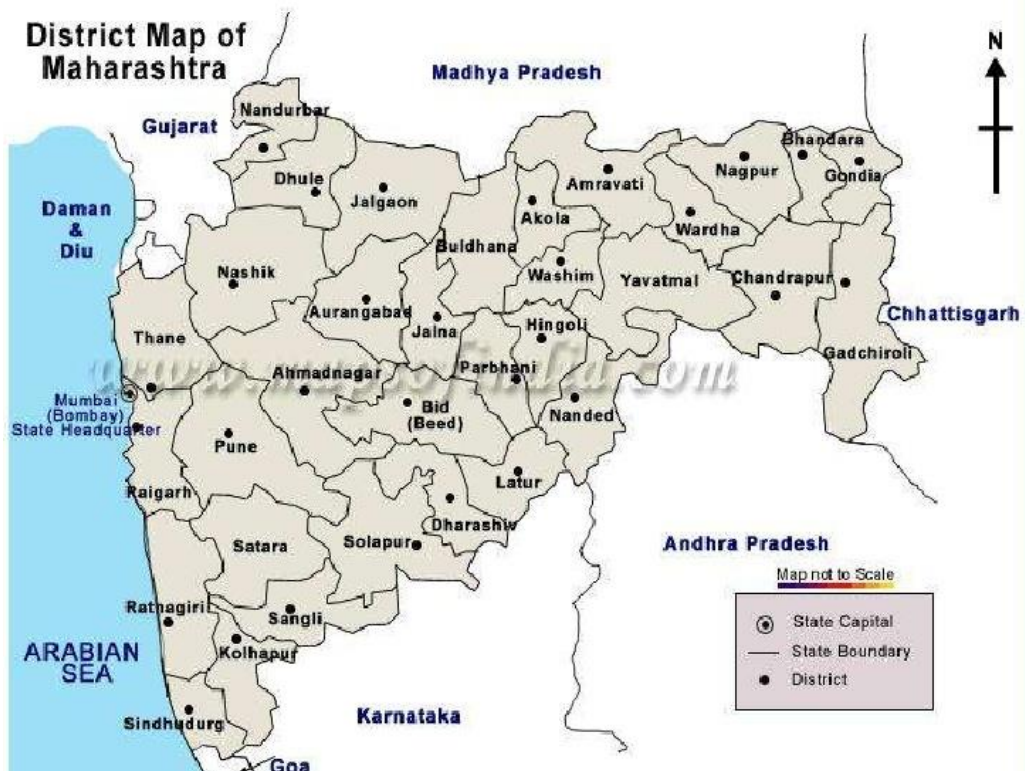 District Map of
Maharashtra
N
Madhya Pradesh
Nandurbar
Gujarat
Bhandara
Dhule
Nagpur
Gondia
Amravati
Jalgaon
Daman
&
Diu
Akola
Wardha
Buldhana
Nashik
Washim
Yavatmal
Chandrapur
Aurangabad
Chhattisgarh
Jalna
Hingoli
Thane
Gadchiroli
www.mapsofindia.com
Ahmadnagar
Parbhani
Mumbai
(Bombay)
State Headquarter
Bid
(Beed)
Nanded
Pune
Raigarh
Latur
Dharashiv
Satara
Solapur
Andhra Pradesh
Map not to Scale
Ratnagiri
Sangli
State Capital
ARABIAN
SEA
Kolhapur
State Boundary
District
Sindhudurg
Karnataka
Goa